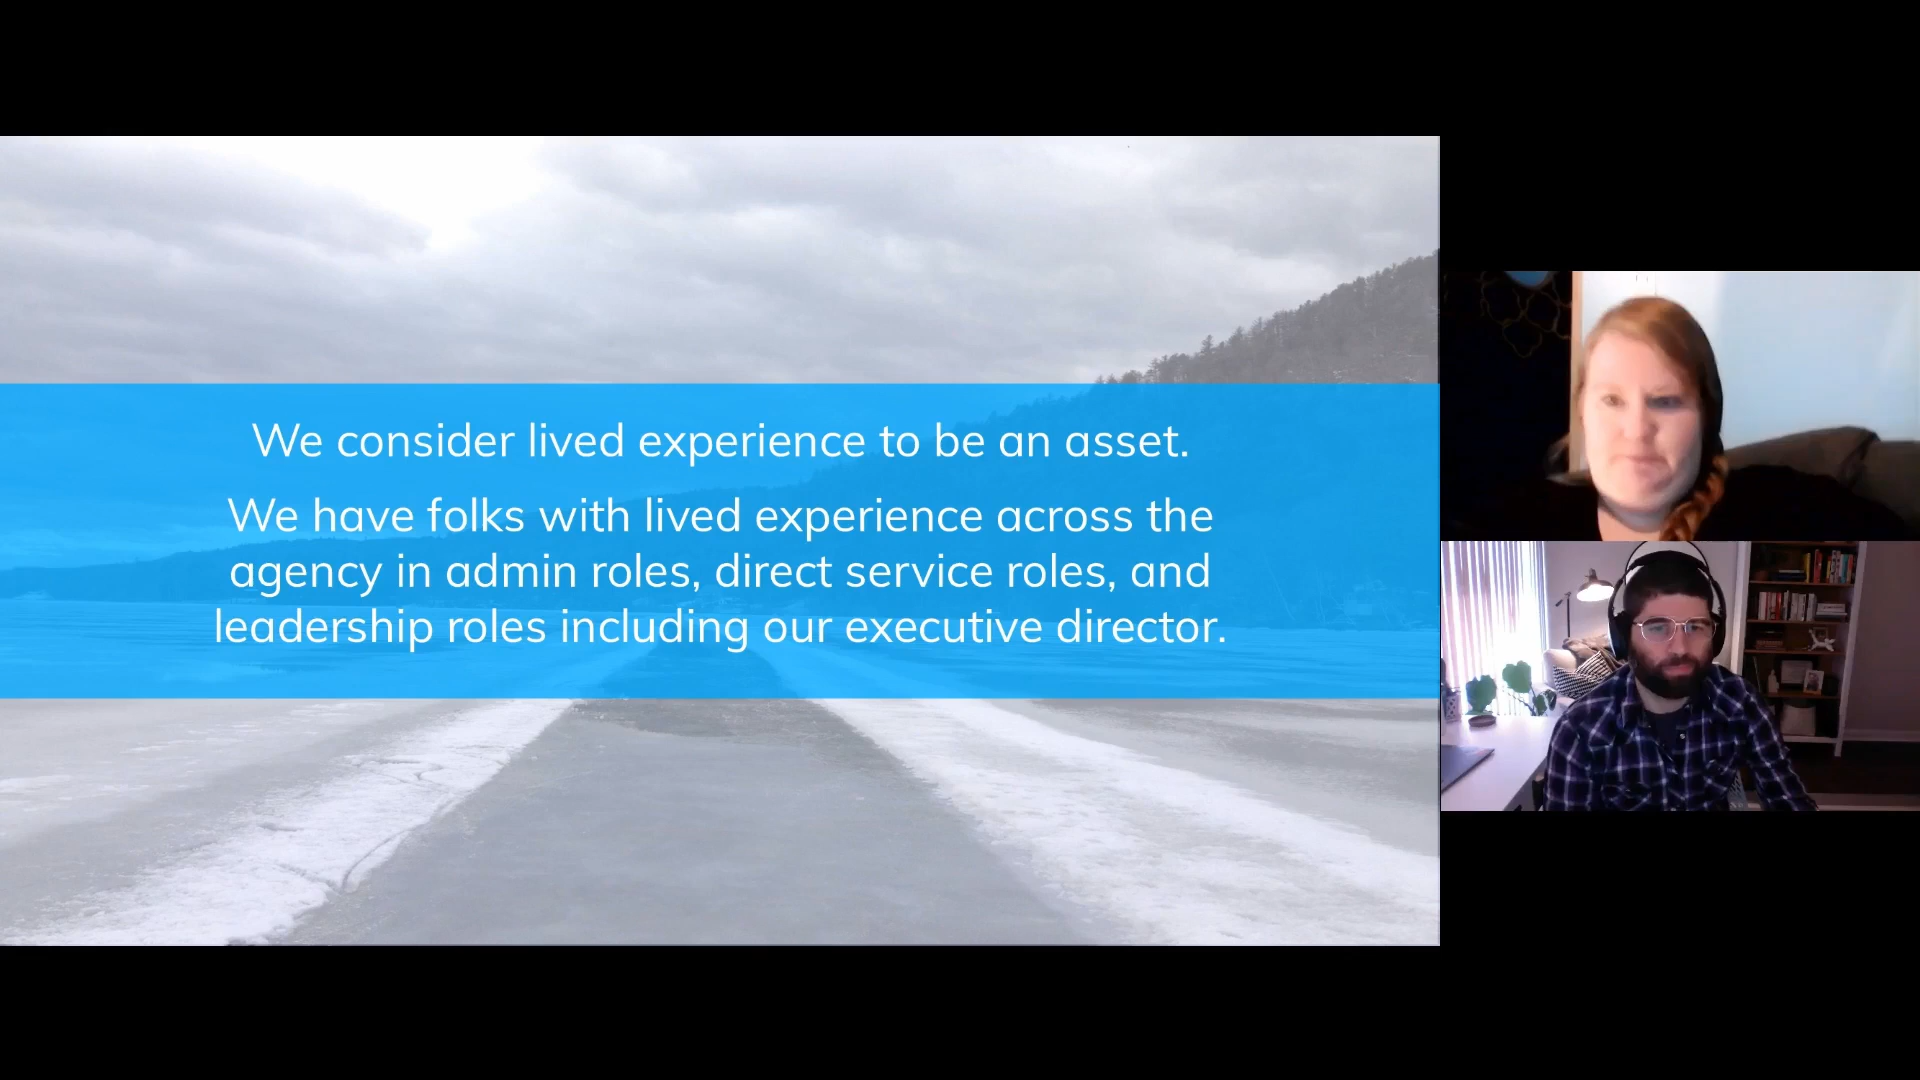 We consider lived experience to be an asset.
We have folks with lived experience across the
agency in admin roles, direct service roles, and
leadership roles including our executive director.